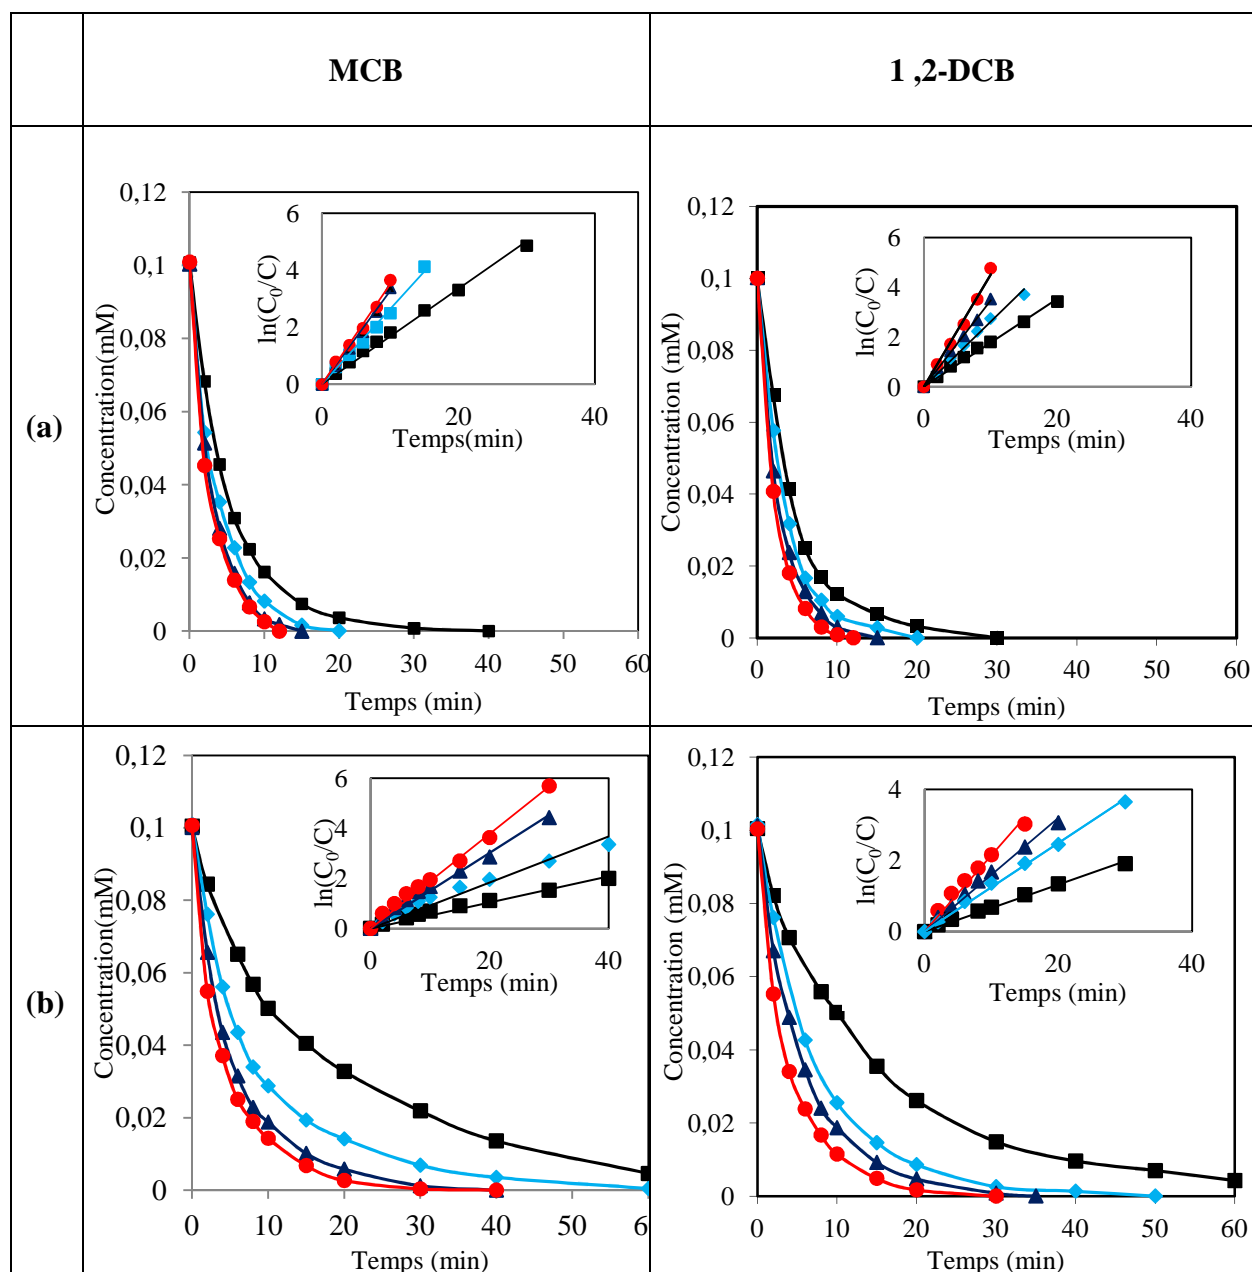 MCB
1 ,2-DCB
(a)
Concentration(mM)
0,12
0,1
0,08
0,06
0,04
0,02
0
0 10 20 30 40 50 60
Temps (min)
ln(C₀/C)
6
4
2
0
0 20 40
Temps(min)
Concentration (mM)
0,12
0,1
0,08
0,06
0,04
0,02
0
0 10 20 30 40 50 60
Temps (min)
ln(C₀/C)
6
4
2
0
0 20 40
Temps (min)
(b)
Concentration(mM)
0,12
0,1
0,08
0,06
0,04
0,02
0
0 10 20 30 40 50 60
Temps (min)
ln(C₀/C)
6
4
2
0
0 20 40
Temps (min)
Concentration (mM)
0,12
0,1
0,08
0,06
0,04
0,02
0
0 10 20 30 40 50 60
Temps (min)
ln(C₀/C)
4
2
0
0 20 40
Temps (min)